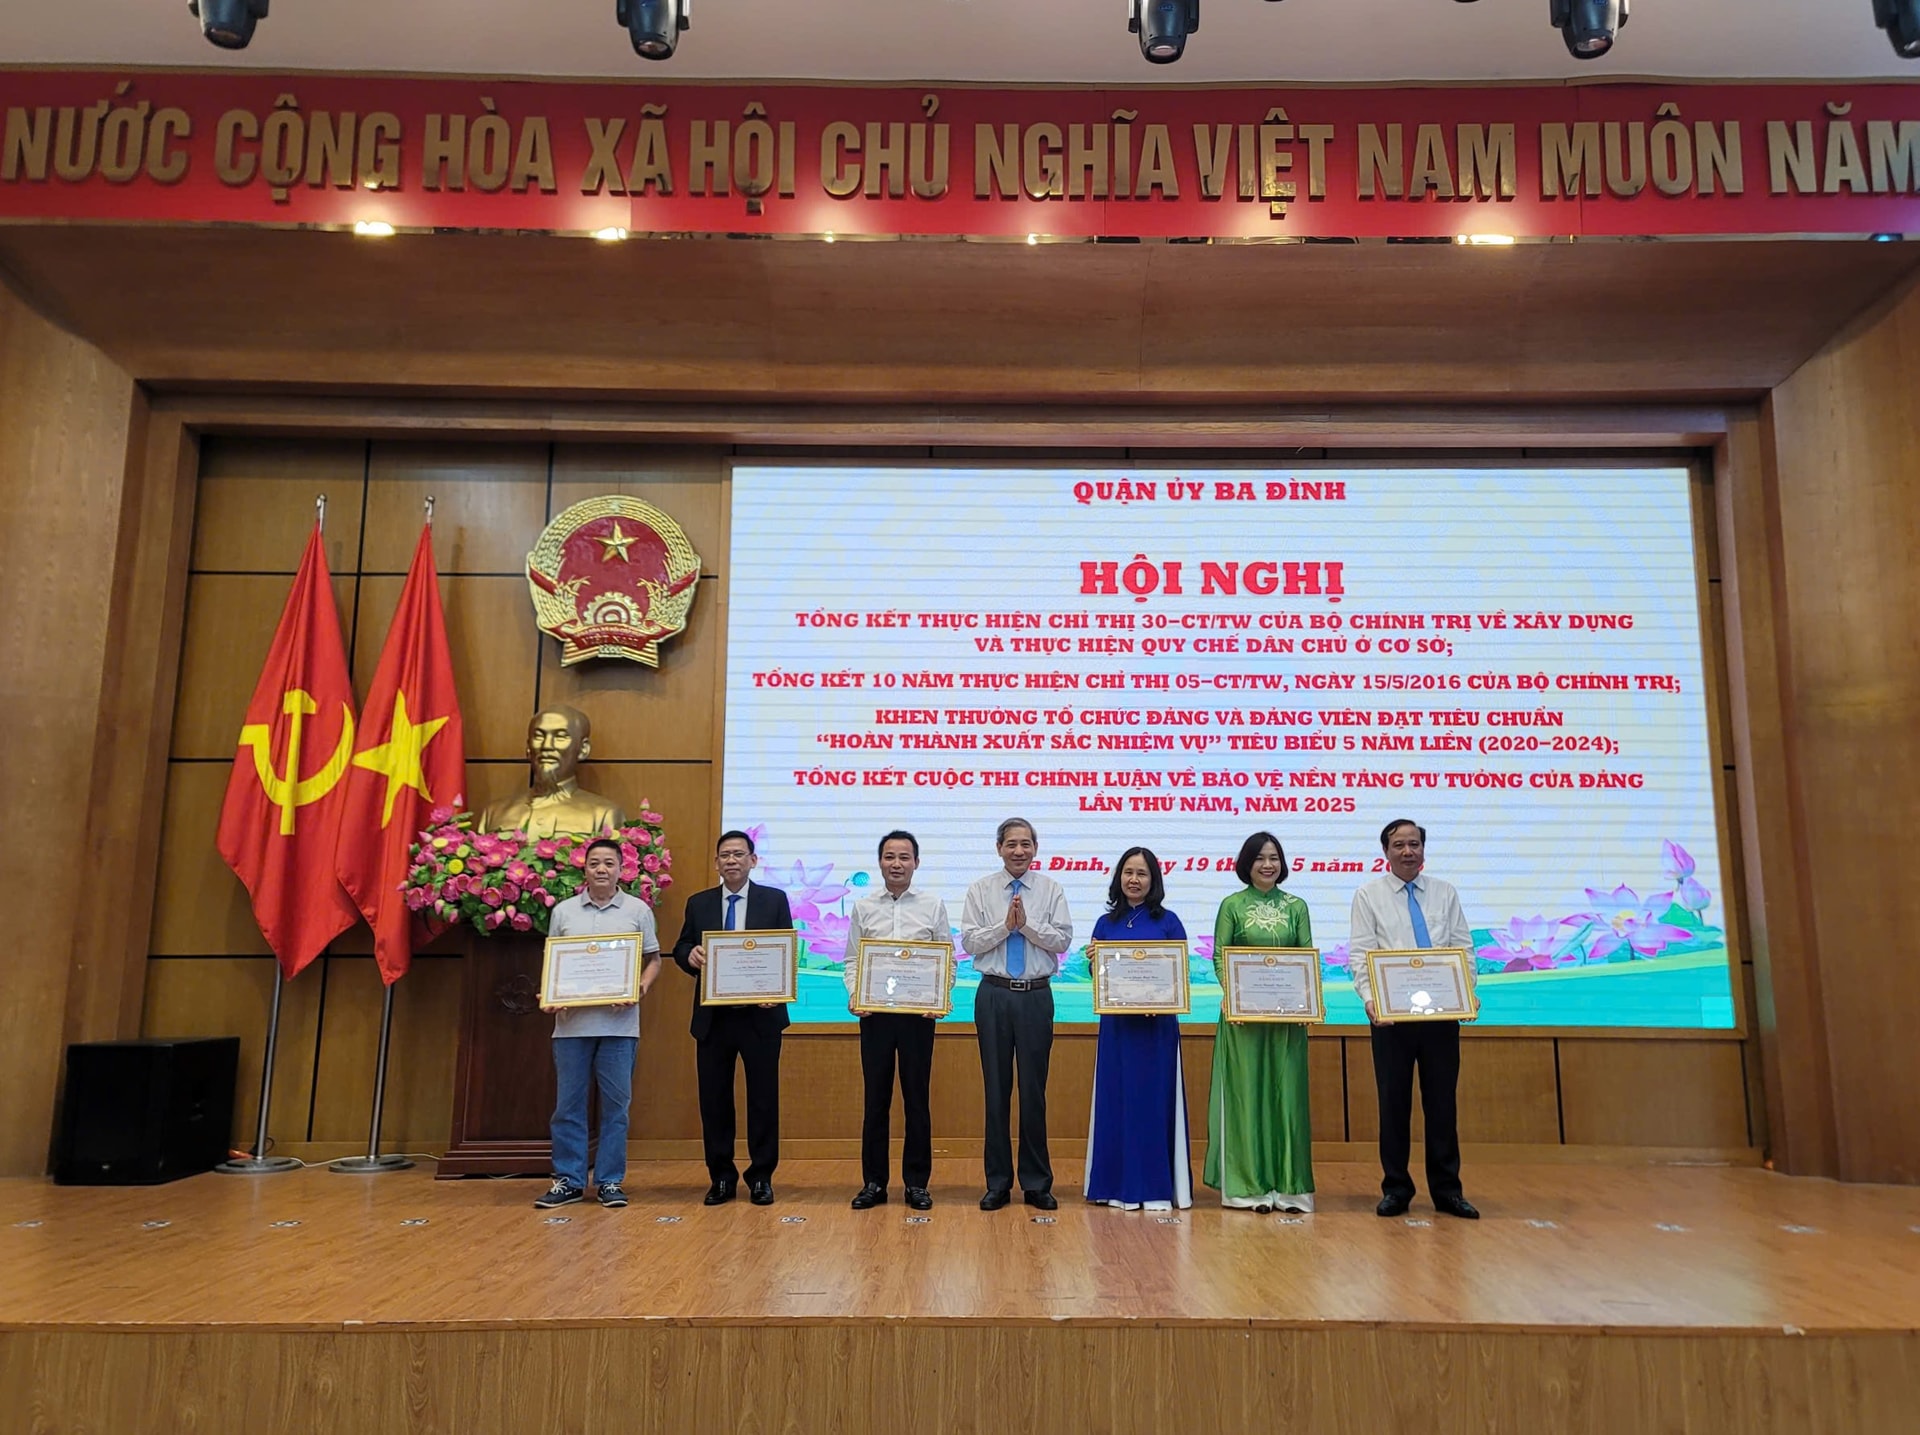 NƯỚC CỘNG HÒA XÃ HỘI CHỦ NGHĨA VIỆT NAM MUÔN NĂM
QUẬN ỦY BA ĐÌNH
HỘI NGHỊ
TỔNG KẾT THỰC HIỆN CHỈ THỊ 30-CT/TW CỦA BỘ CHÍNH TRỊ VỀ XÂY DỰNG
VÀ THỰC HIỆN QUY CHẾ DÂN CHỦ Ở CƠ SỞ;
TỔNG KẾT 10 NĂM THỰC HIỆN CHỈ THỊ 05-CT/TW, NGÀY 15/5/2016 CỦA BỘ CHÍNH TRỊ;
KHEN THƯỞNG TỔ CHỨC ĐẢNG VÀ ĐẢNG VIÊN ĐẠT TIÊU CHUẨN
“HOÀN THÀNH XUẤT SẮC NHIỆM VỤ” TIÊU BIỂU 5 NĂM LIỀN (2020-2024);
TỔNG KẾT CUỘC THI CHÍNH LUẬN VỀ BẢO VỆ NỀN TẢNG TƯ TƯỞNG CỦA ĐẢNG
LẦN THỨ NĂM, NĂM 2025
Đình, 19 5 năm